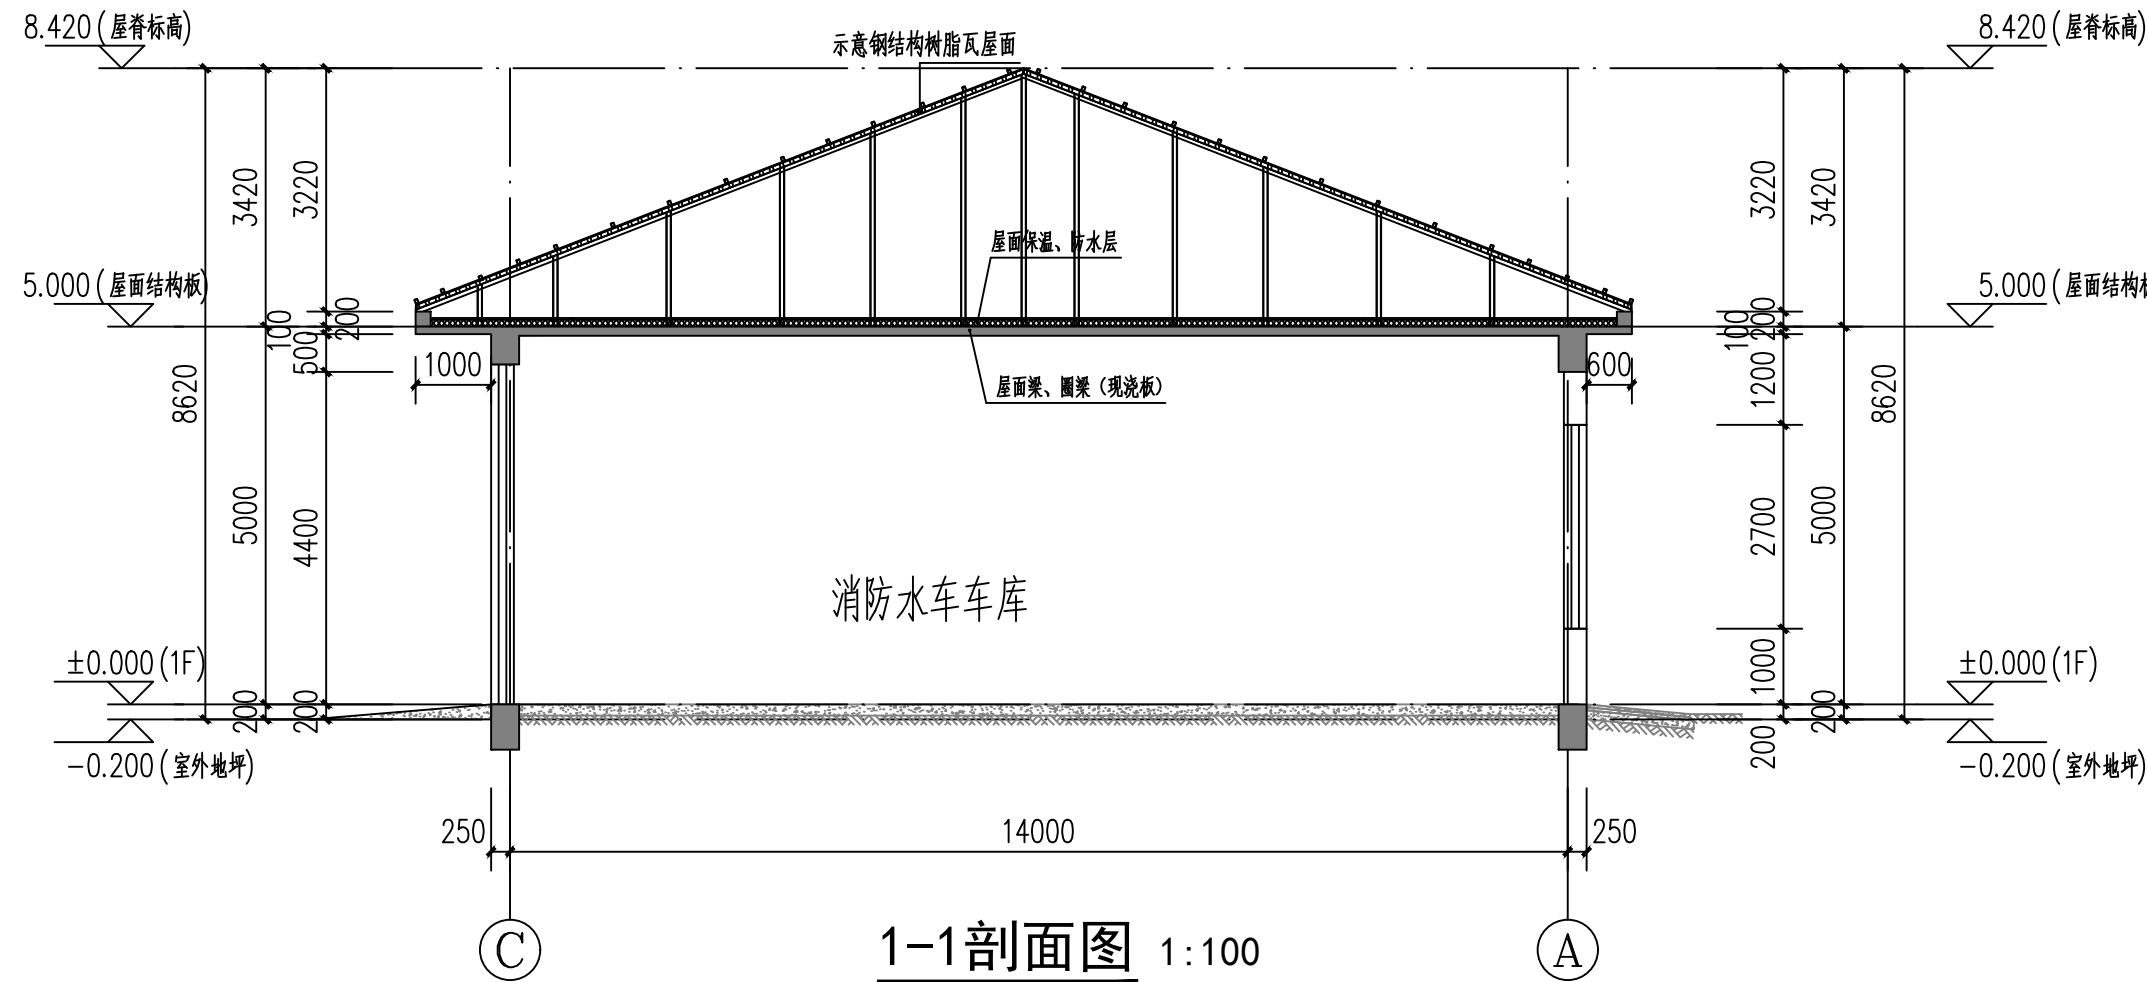 8.420(屋脊标高)
8.420(屋脊标高)
示意钢结构树脂瓦屋面
3420
3220
3220
3420
屋面保温、防水层
5.000(屋面结构板)
5.000(屋面结构
100
200
500
100
200
1000
600
8620
屋面梁、圈梁（现浇板）
1200
8620
5000
4400
2700
5000
消防水车车库
±0.000(1F)
±0.000(1F)
1000
200
200
200
200
-0.200(室外地坪)
-0.200(室外地坪)
250
14000
250
C
1-1剖面图 1:100
A